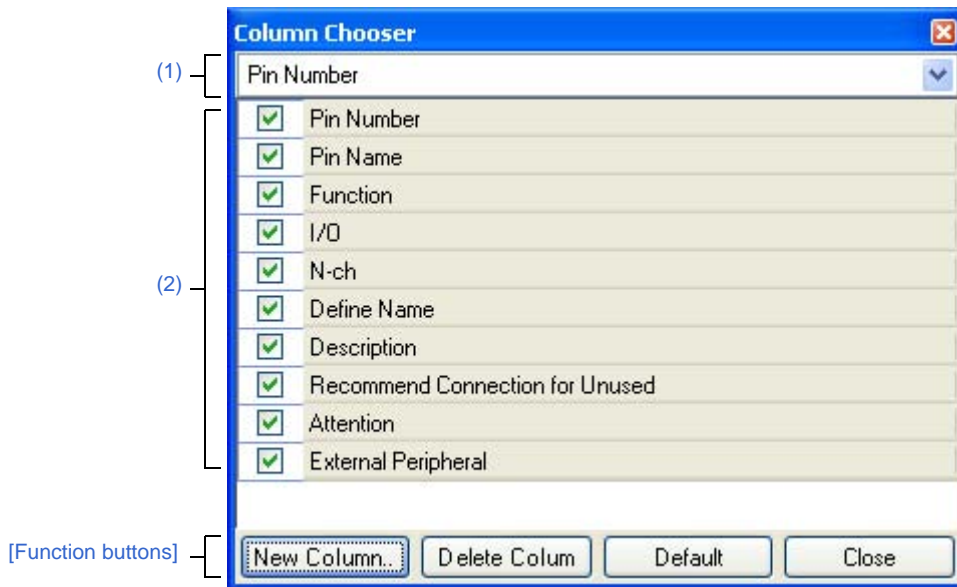 Column Chooser
(1)
Pin Number
Pin Number
Pin Name
Function
I/O
N-ch
(2)
Define Name
Description
Recommend Connection for Unused
Attention
External Peripheral
[Function buttons]
New Column.. Delete Colum Default Close